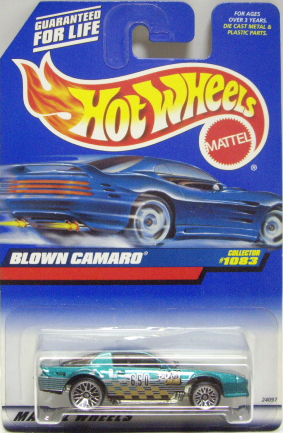 GUARANTEED
FOR LIFE
FOR AGES
OVER 3 YEARS.
DIE CAST METAL &
PLASTIC PARTS.
HOT WHEELS
MATTEL
®
BLOWN CAMARO®
COLLECTOR
#1083
24097
WHEELS